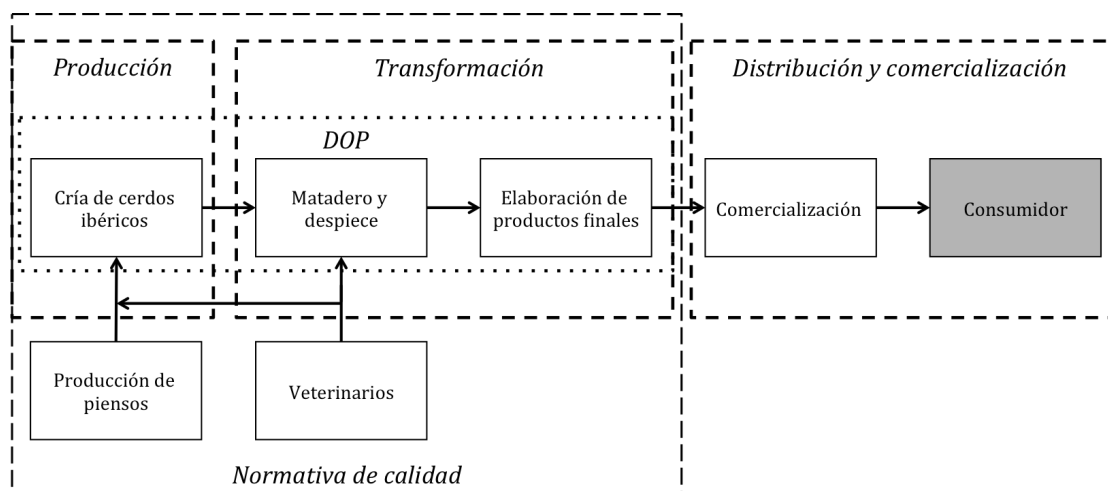 Producción
Transformación
Distribución y comercialización
DOP
Cría de cerdos
ibéricos
Matadero y
despiece
Elaboración de
productos finales
Comercialización
Consumidor
Producción de
piensos
Veterinarios
Normativa de calidad